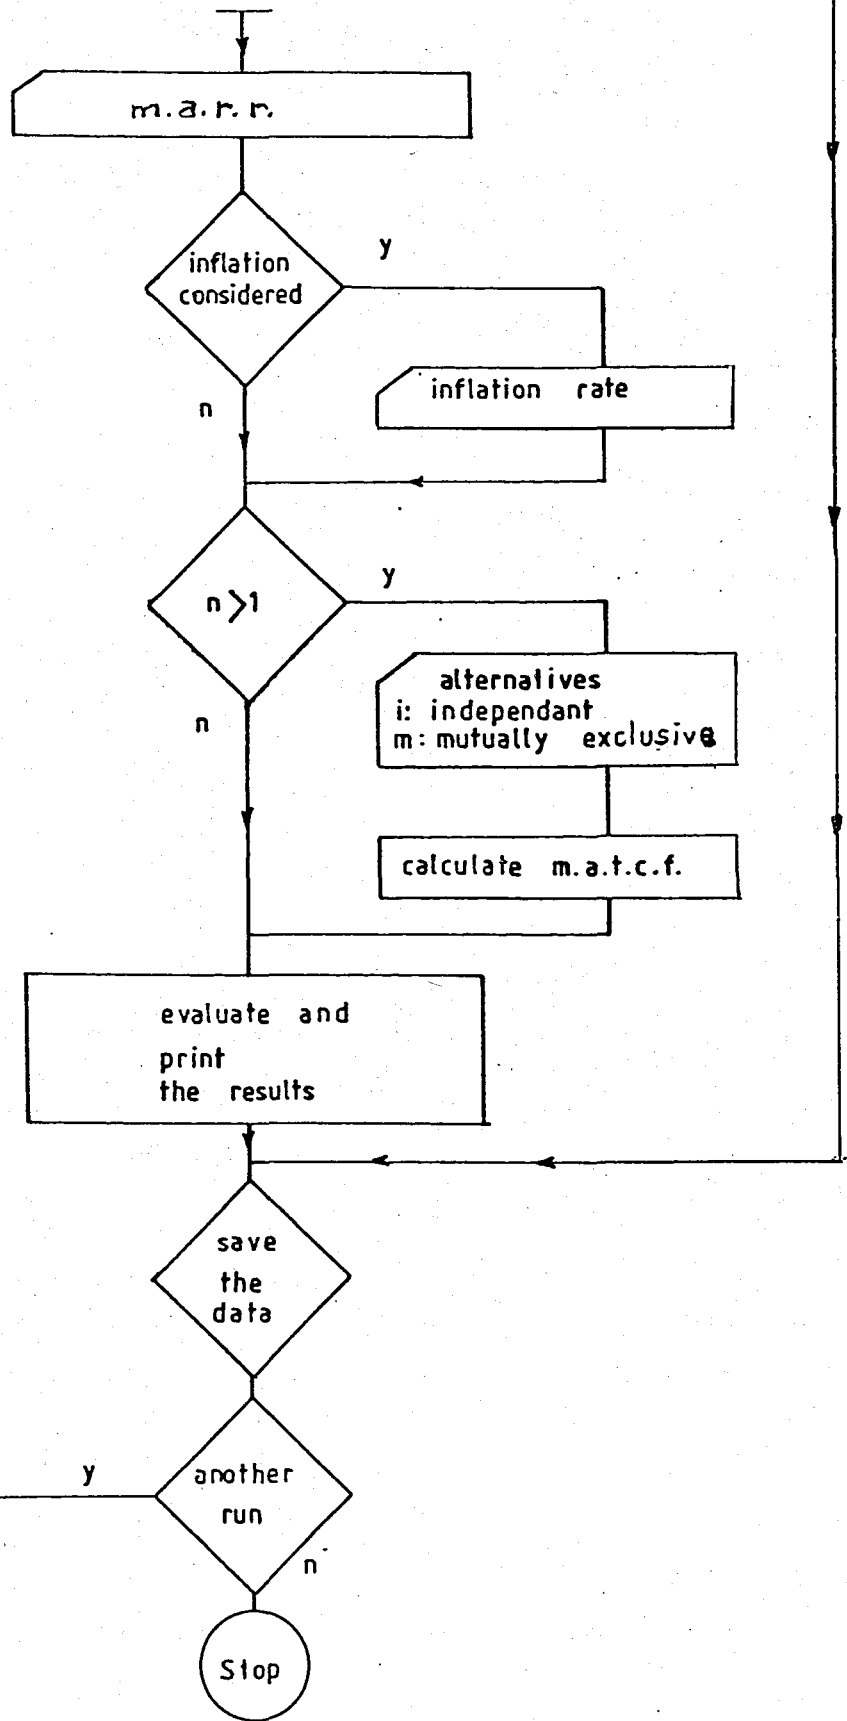 m.a.r.r.
inflation
considered
y
inflation rate
n
n>1
y
alternatives
i: independant
m: mutually exclusive
n
calculate m.a.t.c.f.
evaluate and
print
the results
save
the
data
another
run
y
n
Stop